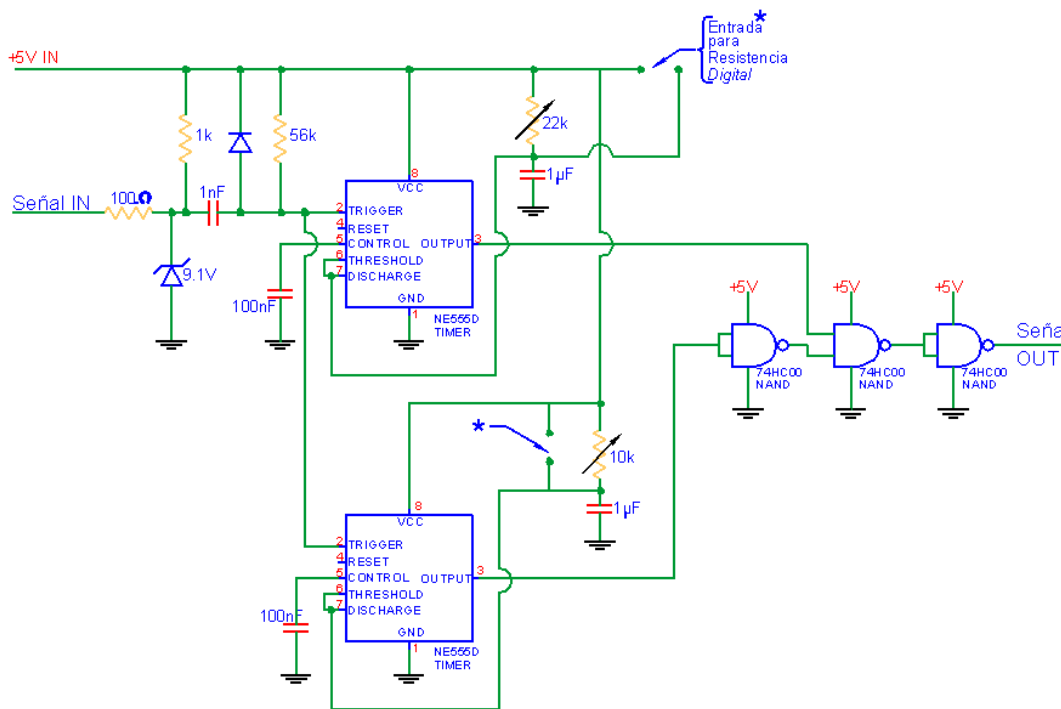 Entrada*
para
Resistencia
Digital
+5V IN
1k
56k
22k
1µF
8
VCC
Señal IN
100Ω
1nF
2 TRIGGER
4 RESET
5 CONTROL OUTPUT 3
6 THRESHOLD
7 DISCHARGE
GND
1
NE555D
TIMER
9.1V
100nF
+5V
+5V
+5V
Seña
OUT
74HC00
NAND
74HC00
NAND
74HC00
NAND
*
10k
1µF
8
VCC
2 TRIGGER
4 RESET
5 CONTROL OUTPUT 3
6 THRESHOLD
7 DISCHARGE
GND
1
NE555D
TIMER
100nF